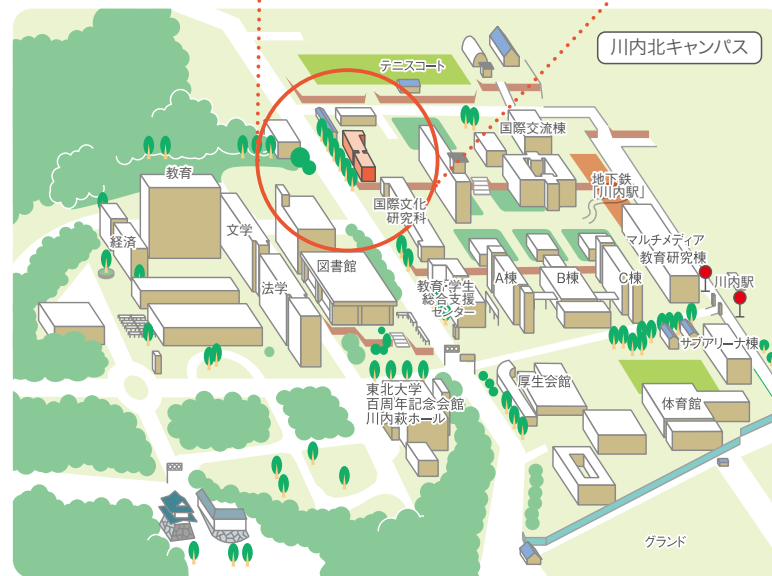 川内北キャンパス
テニスコート
国際交流棟
教育
地下鉄
「川内駅」
国際文化
研究科
文学
経済
マルチメディア
教育研究棟
図書館
法学
教育・学生
総合支援
センター
A棟
B棟
C棟
川内駅
サブアリーナ棟
東北大学
百周年記念会館
川内萩ホール
厚生会館
体育館
グランド